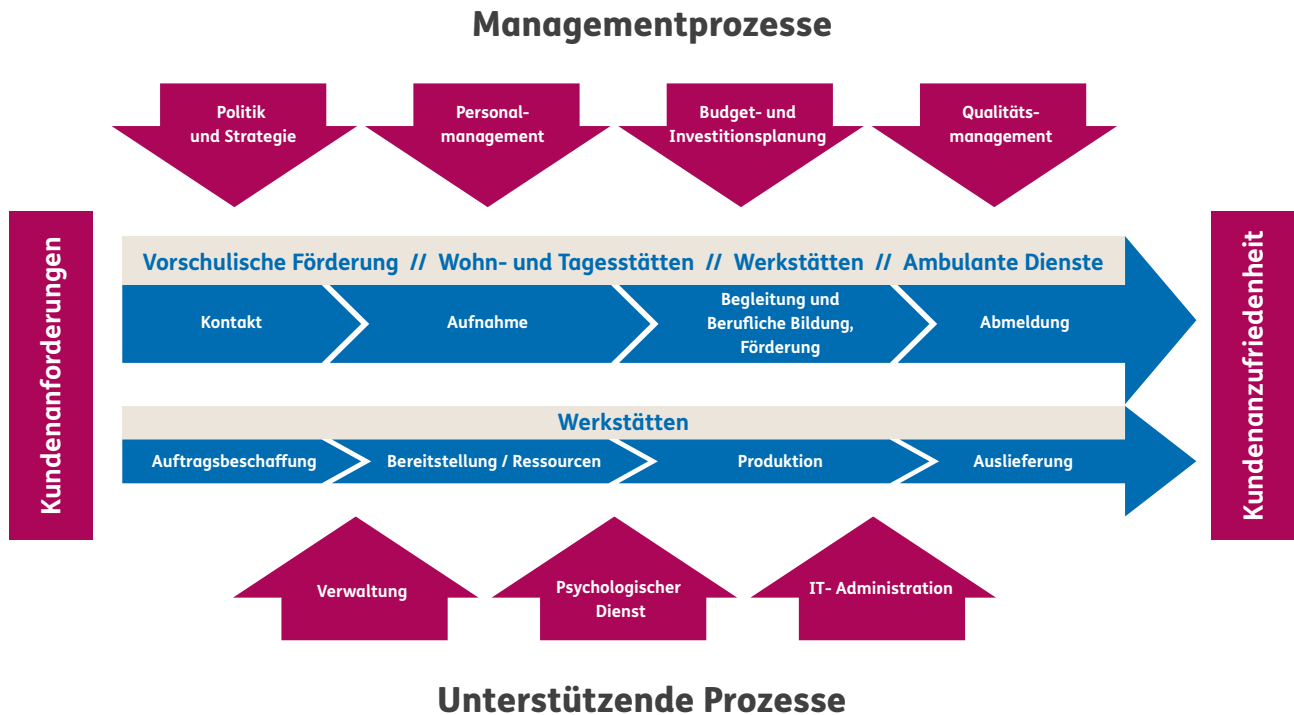 Managementprozesse
Politik
und Strategie
Personal-
management
Budget- und
Investitionsplanung
Qualitäts-
management
Kundenanforderungen
Vorschulische Förderung // Wohn- und Tagesstätten // Werkstätten // Ambulante Dienste
Kontakt
Aufnahme
Begleitung und
Berufliche Bildung,
Förderung
Abmeldung
Werkstätten
Auftragsbeschaffung
Bereitstellung / Ressourcen
Produktion
Auslieferung
Kundenanzufriedenheit
Verwaltung
Psychologischer
Dienst
IT- Administration
Unterstützende Prozesse